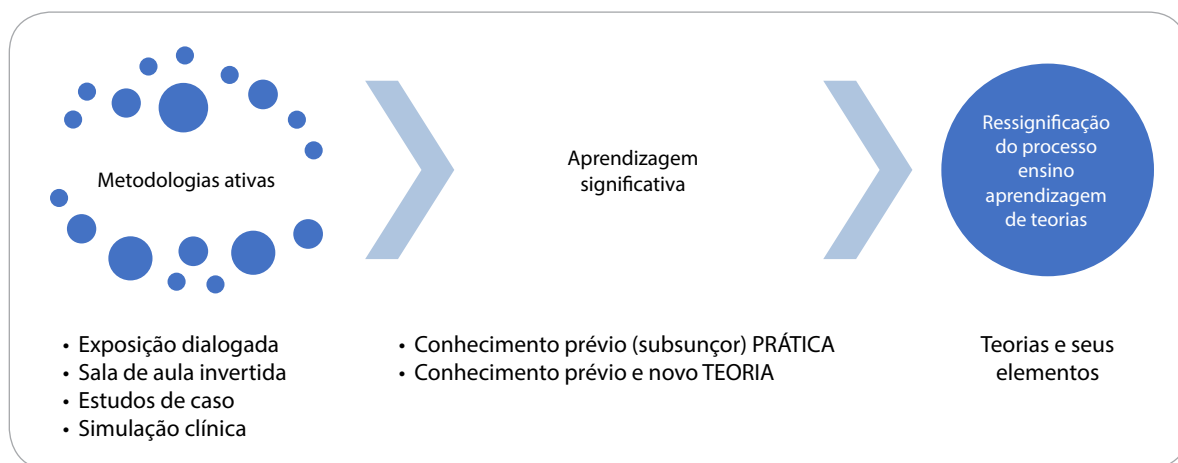 Metodologias ativas
• Exposição dialogada
• Sala de aula invertida
• Estudos de caso
• Simulação clínica
Aprendizagem
significativa
• Conhecimento prévio (subsunçor) PRÁTICA
• Conhecimento prévio e novo TEORIA
Ressignificação
do processo
ensino
aprendizagem
de teorias
Teorias e seus
elementos